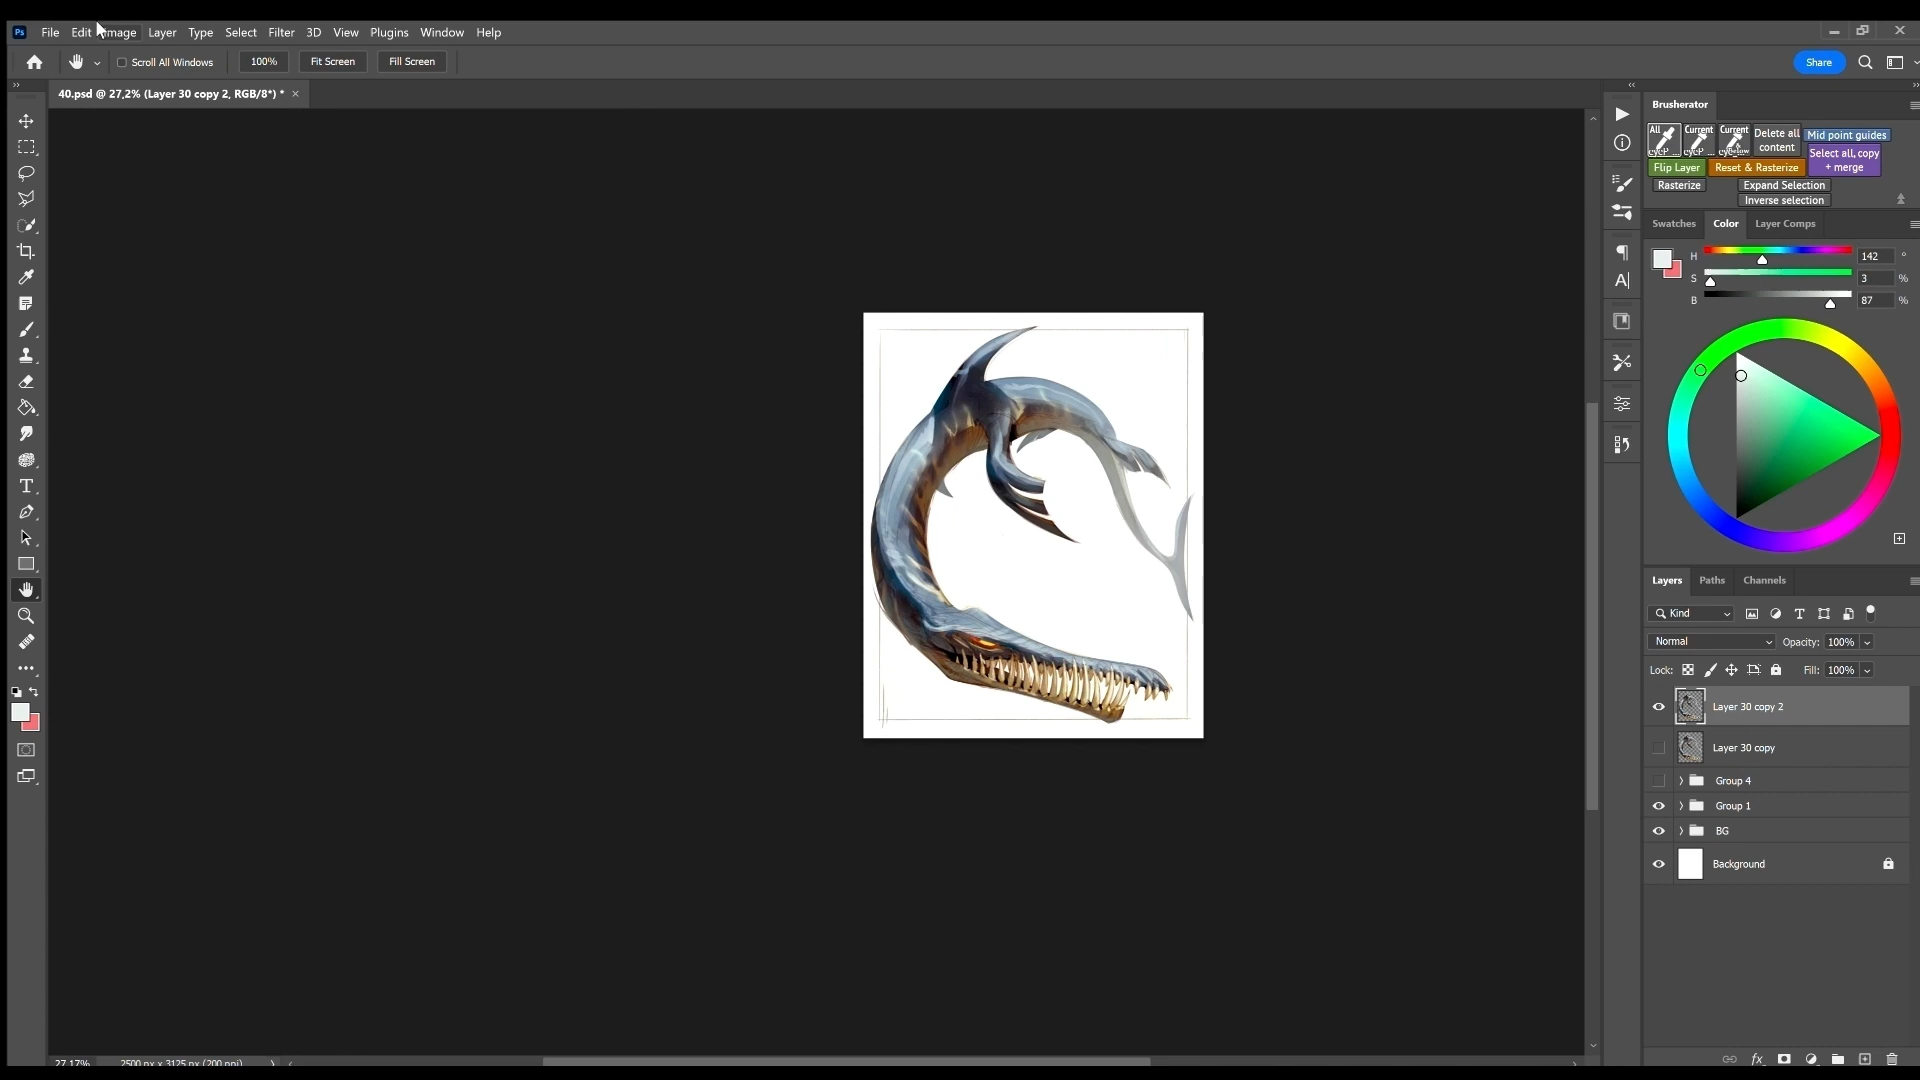 Ps File Edit Image Layer Type Select Filter 3D View Plugins Window Help
Scroll All Windows 100% Fit Screen Fill Screen Share
40.psd @ 27,2% (Layer 30 copy 2, RGB/8*) * ×
Brusherator
All Current Current Delete all content Mid point guides
Select all, copy + merge
Flip Layer Reset & Rasterize
Rasterize Expand Selection
Inverse selection
Swatches Color Layer Comps
H 142 °
S 3 %
B 87 %
Layers Paths Channels
Kind
Normal Opacity: 100%
Lock: Fill: 100%
Layer 30 copy 2
Layer 30 copy
Group 4
Group 1
BG
Background
27,17% 2500 px x 3125 px (200 ppi)